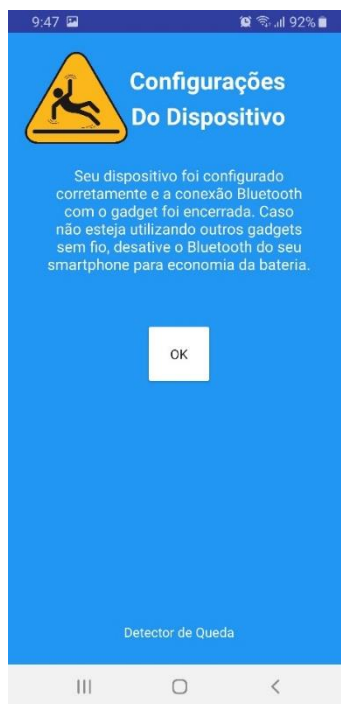 9:47 92%
Configurações
Do Dispositivo
Seu dispositivo foi configurado
corretamente e a conexão Bluetooth
com o gadget foi encerrada. Caso
não esteja utilizando outros gadgets
sem fio, desative o Bluetooth do seu
smartphone para economia da bateria.
OK
Detector de Queda